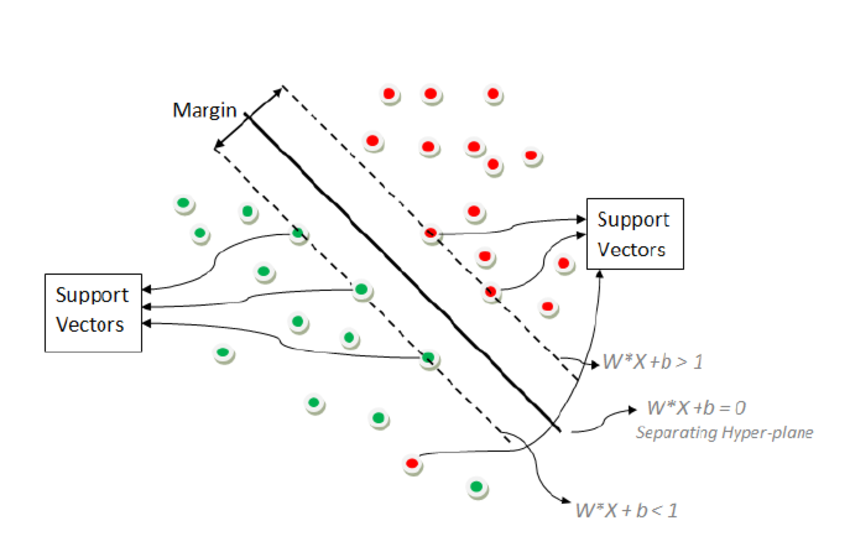 Margin
Support
Vectors
Support
Vectors
W*X+b > 1
W*X+b = 0
Separating Hyper-plane
W*X + b < 1